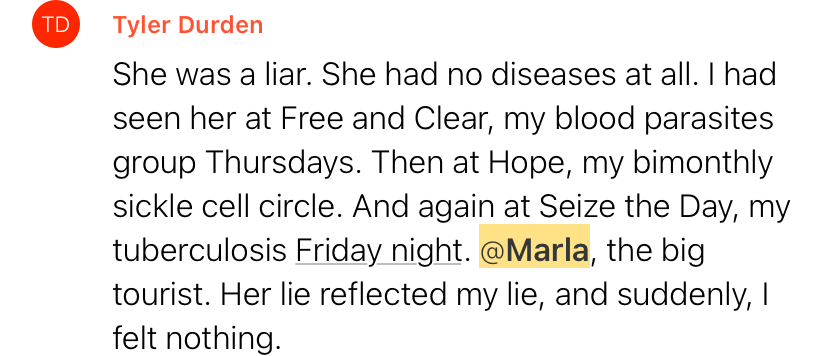 TD
Tyler Durden
She was a liar. She had no diseases at all. I had
seen her at Free and Clear, my blood parasites
group Thursdays. Then at Hope, my bimonthly
sickle cell circle. And again at Seize the Day, my
tuberculosis Friday night. @Marla, the big
tourist. Her lie reflected my lie, and suddenly, I
felt nothing.